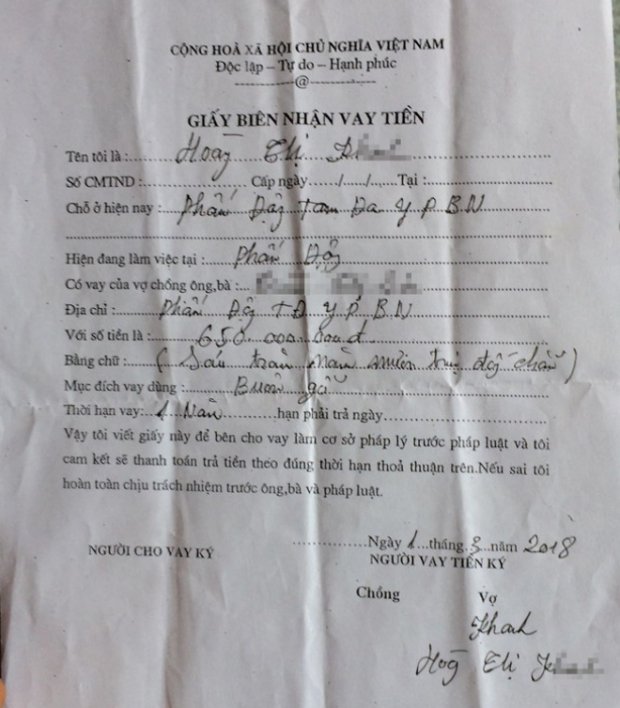 CỘNG HOÀ XÃ HỘI CHỦ NGHĨA VIỆT NAM
Độc lập – Tự do – Hạnh phúc
@
GIẤY BIÊN NHẬN VAY TIỀN
Tên tôi là : Hoàng Thị
Số CMTND: Cấp ngày / / , Tại :
Chỗ ở hiện nay : Phấn Động Tam Đa Y.P.B.N
Hiện đang làm việc tại : Phấn Động
Có vay của vợ chồng ông,bà :
Địa chỉ : Phấn Động TĐ Y.P. B.N
Với số tiền là : 650.000.000đ
Bằng chữ : ( Sáu trăm năm mươi triệu đồng chẵn )
Mục đích vay dùng : Buôn gỗ
Thời hạn vay: 1 Năm hạn phải trả ngày
Vậy tôi viết giấy này để bên cho vay làm cơ sở pháp lý trước pháp luật và tôi
cam kết sẽ thanh toán trả tiền theo đúng thời hạn thoả thuận trên.Nếu sai tôi
hoàn toàn chịu trách nhiệm trước ông,bà và pháp luật.
Ngày 1 tháng 3 năm 2018
NGƯỜI CHO VAY KÝ NGƯỜI VAY TIỀN KÝ
Chồng Vợ
Khanh
Hoàng Thị